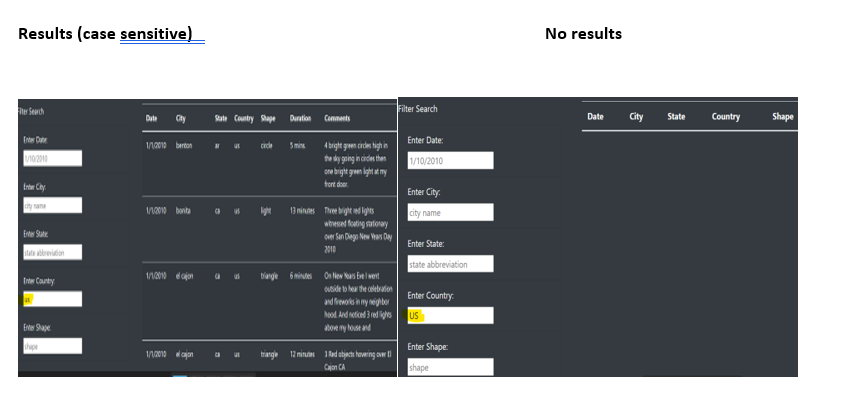 Results (case sensitive)
No results
Filter Search
Enter Date:
1/10/2010
Enter City:
city name
Enter State:
state abbreviation
Enter Country:
us
Enter Shape:
shape
Date City State Country Shape Duration Comments
1/1/2010 benton ar us circle 5 mins. 4 bright green circles high in
the sky going in circles then
one bright green light at my
front door.
1/1/2010 bonita ca us light 13 minutes Three bright red lights
witnessed floating stationary
over San Diego New Years Day
2010
1/1/2010 el cajon ca us triangle 6 minutes On New Years Eve I went
outside to hear the celebration
and fireworks in my neighbor
hood. And noticed 3 red lights
above my house and
1/1/2010 el cajon ca us triangle 12 minutes 3 Red objects hovering over El
Cajon CA
Filter Search
Enter Date:
1/10/2010
Enter City:
city name
Enter State:
state abbreviation
Enter Country:
US
Enter Shape:
shape
Date City State Country Shape